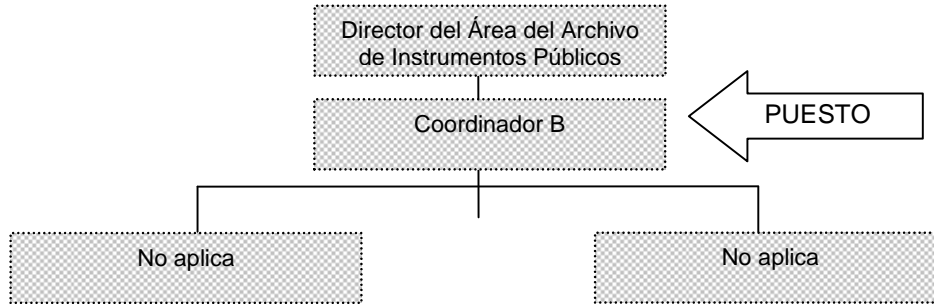 Director del Área del Archivo
de Instrumentos Públicos
Coordinador B
PUESTO
No aplica
No aplica